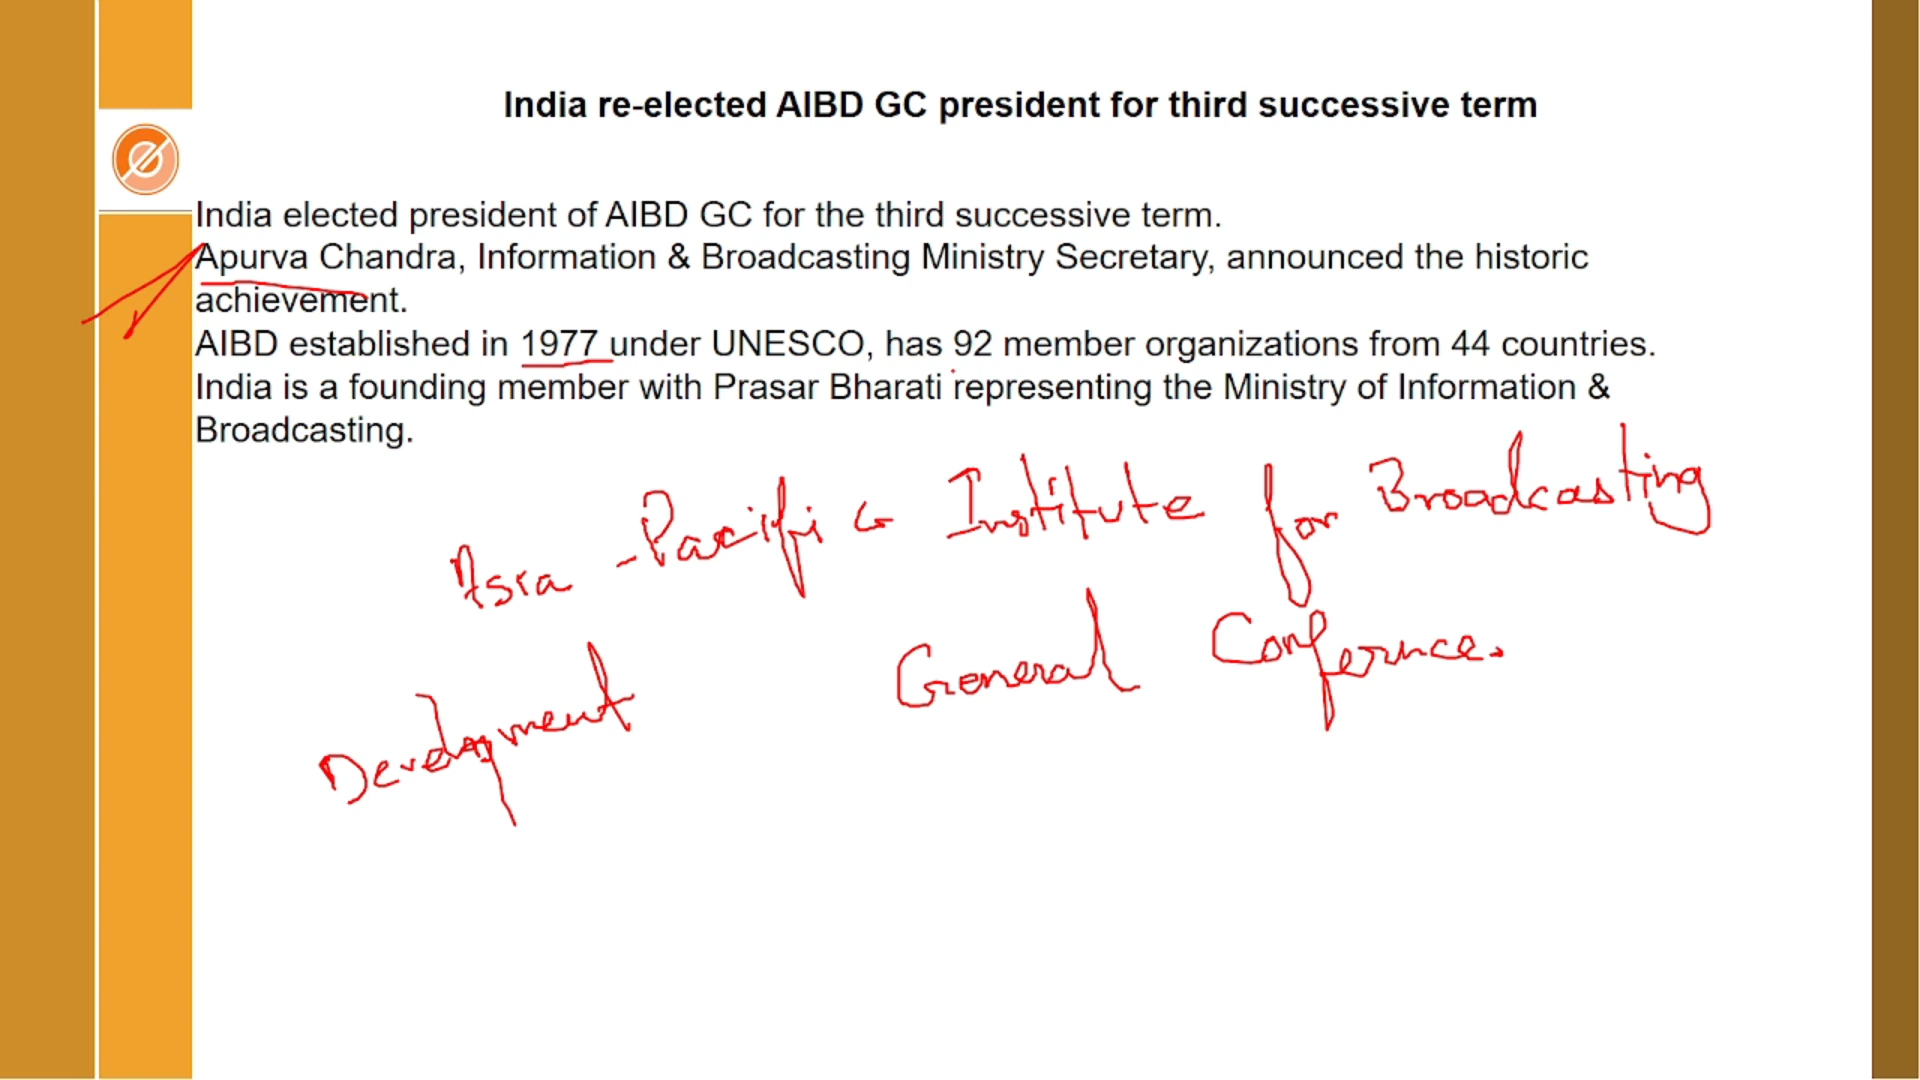 India re-elected AIBD GC president for third successive term
India elected president of AIBD GC for the third successive term.
Apurva Chandra, Information & Broadcasting Ministry Secretary, announced the historic
achievement.
AIBD established in 1977 under UNESCO, has 92 member organizations from 44 countries.
India is a founding member with Prasar Bharati representing the Ministry of Information &
Broadcasting.
Asia - Pacific Institute for Broadcasting
Development General Conference.